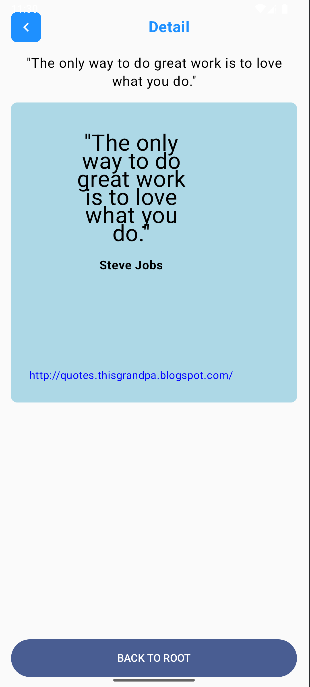 Detail
"The only way to do great work is to love
what you do."
"The only
way to do
great work
is to love
what you
do."
Steve Jobs
http://quotes.thisgrandpa.blogspot.com/
BACK TO ROOT